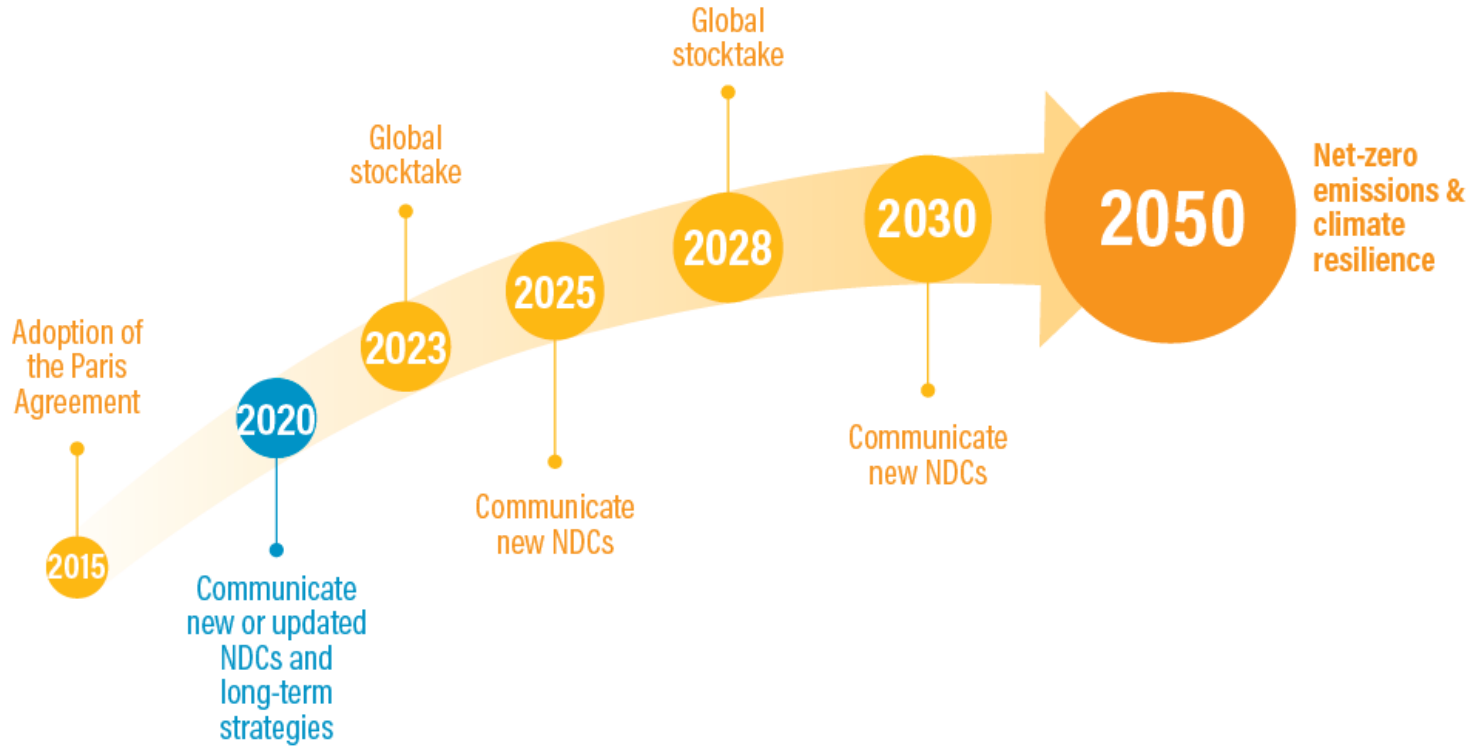 Adoption of
the Paris
Agreement
2015
2020
Communicate
new or updated
NDCs and
long-term
strategies
Global
stocktake
2023
2025
Communicate
new NDCs
Global
stocktake
2028
2030
Communicate
new NDCs
2050
Net-zero
emissions &
climate
resilience